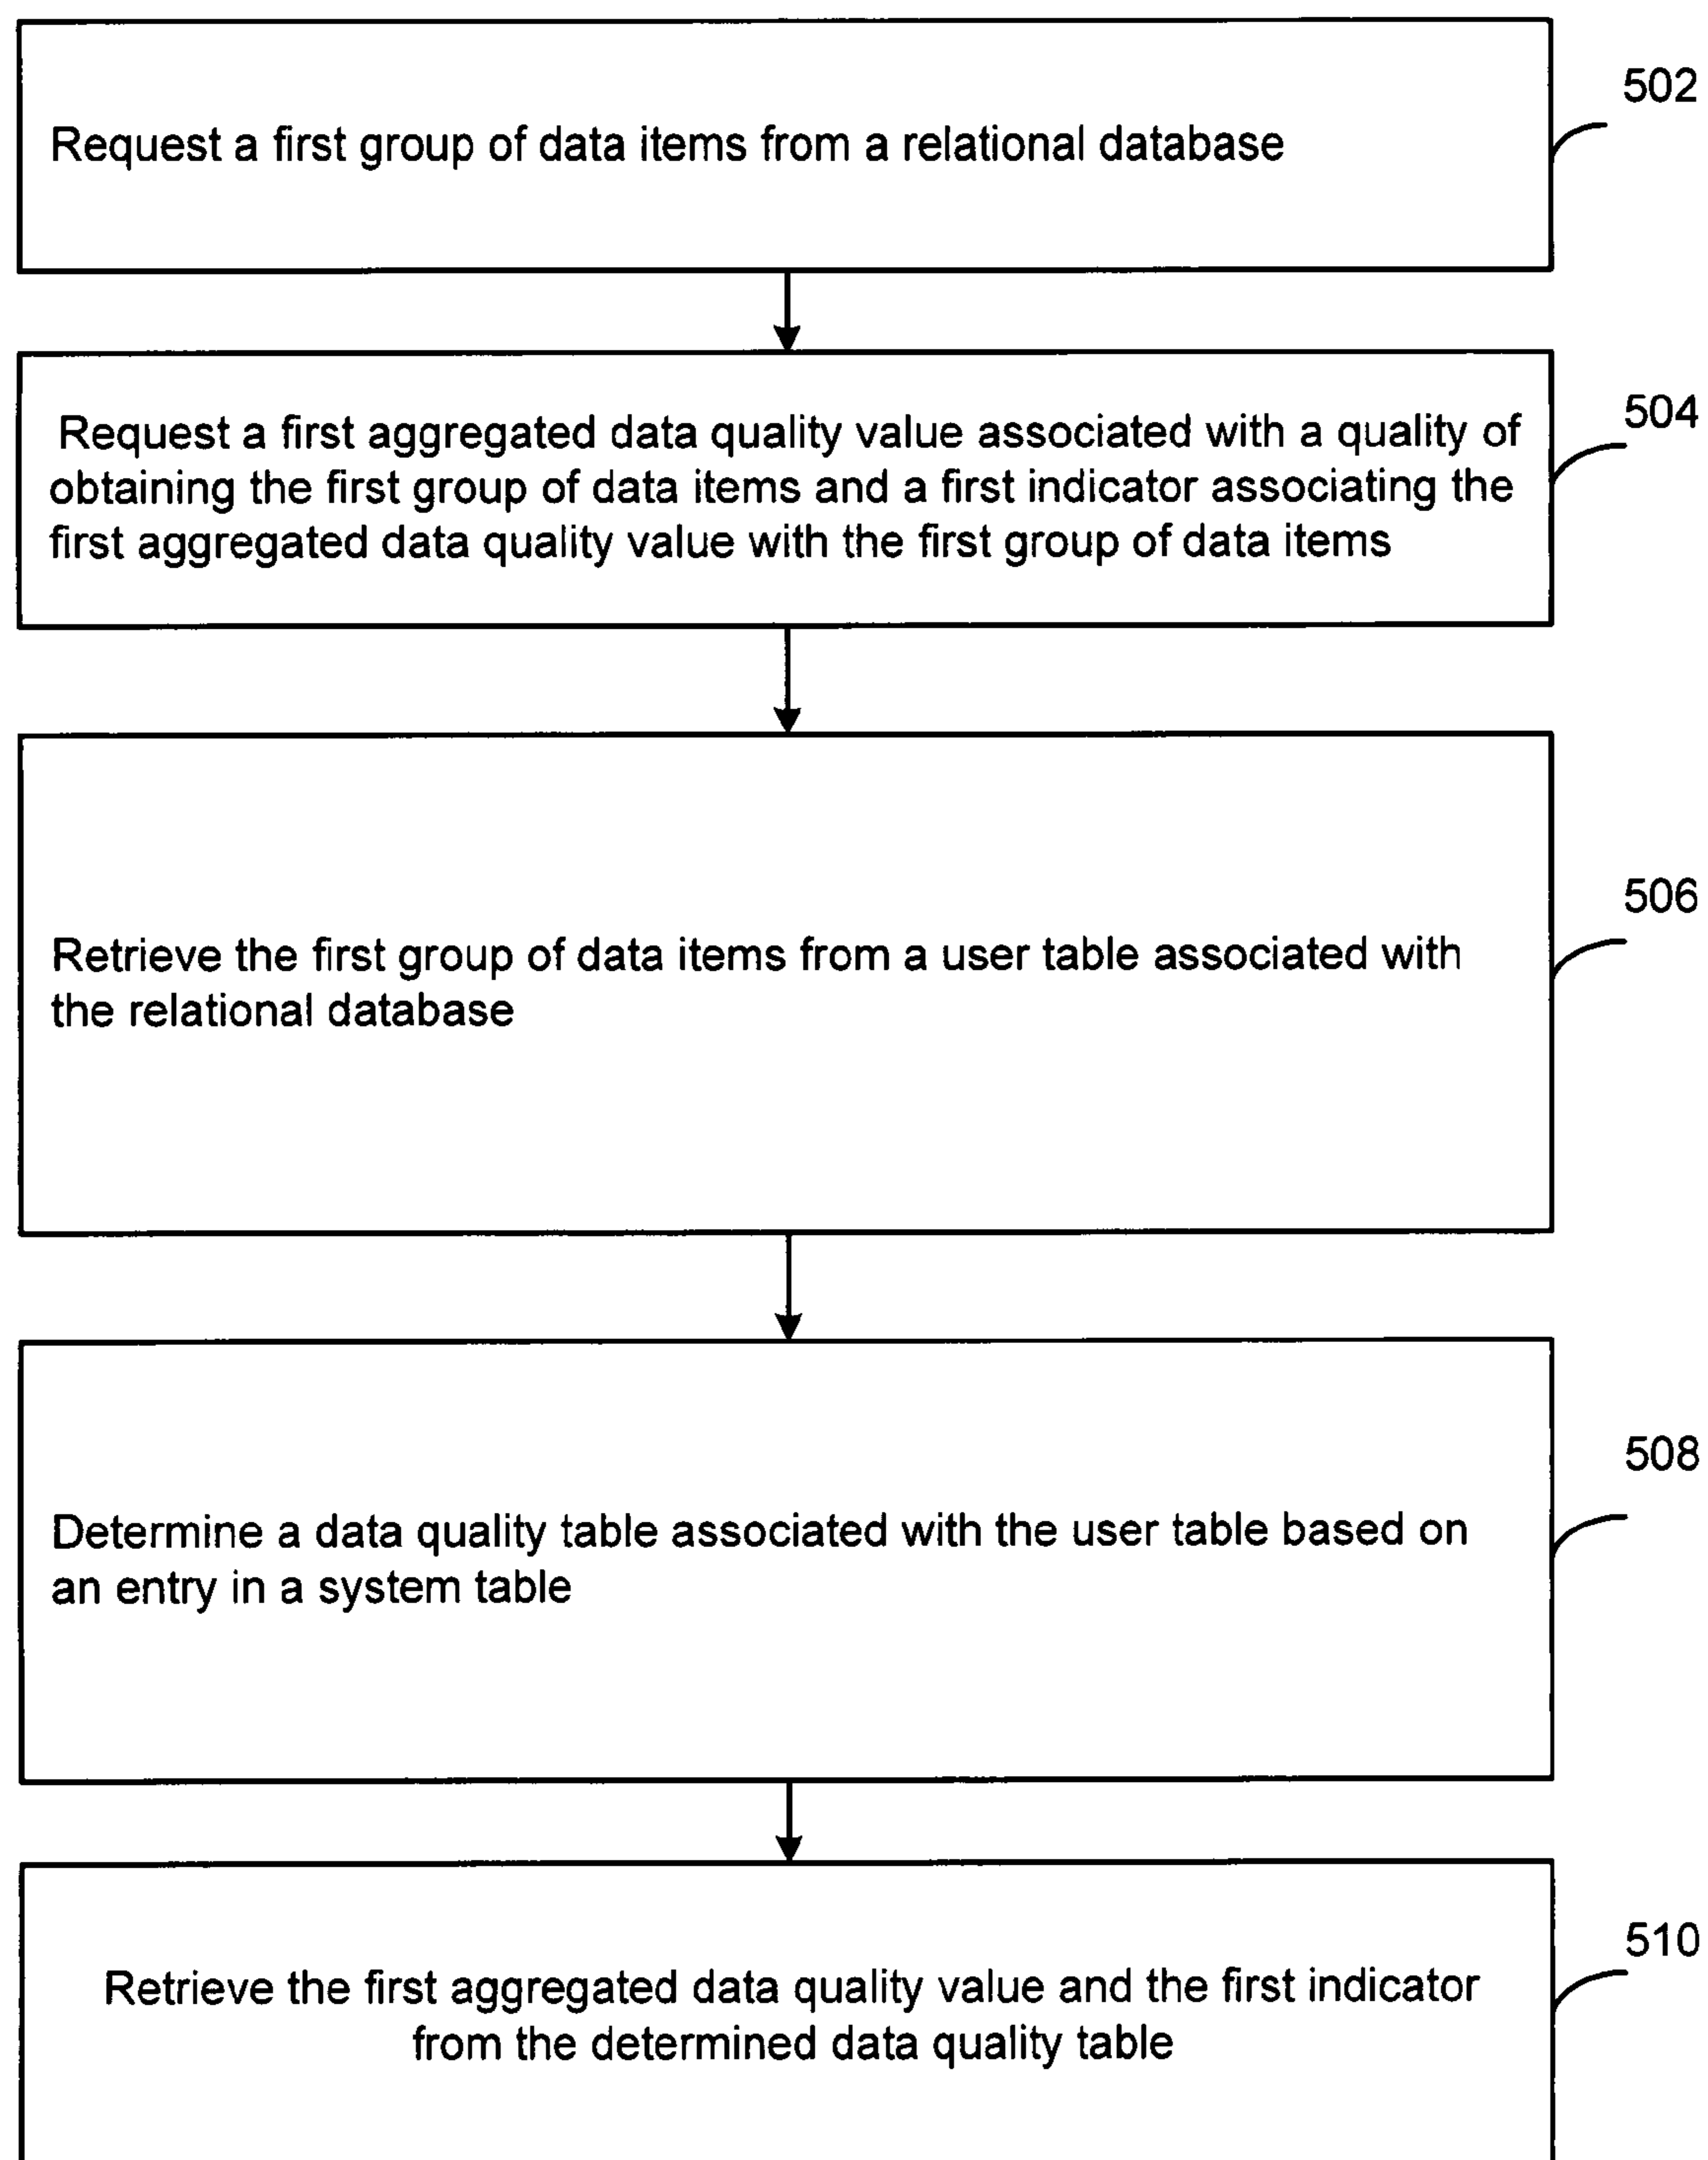 502
Request a first group of data items from a relational database
504
Request a first aggregated data quality value associated with a quality of
obtaining the first group of data items and a first indicator associating the
first aggregated data quality value with the first group of data items
506
Retrieve the first group of data items from a user table associated with
the relational database
508
Determine a data quality table associated with the user table based on
an entry in a system table
510
Retrieve the first aggregated data quality value and the first indicator
from the determined data quality table